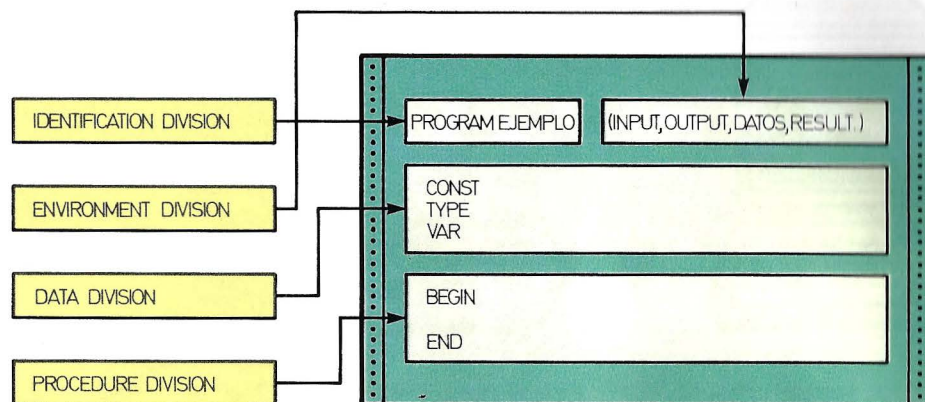 IDENTIFICATION DIVISION
PROGRAM EJEMPLO
(INPUT, OUTPUT, DATOS, RESULT.)
ENVIRONMENT DIVISION
CONST
TYPE
VAR
DATA DIVISION
BEGIN
END
PROCEDURE DIVISION